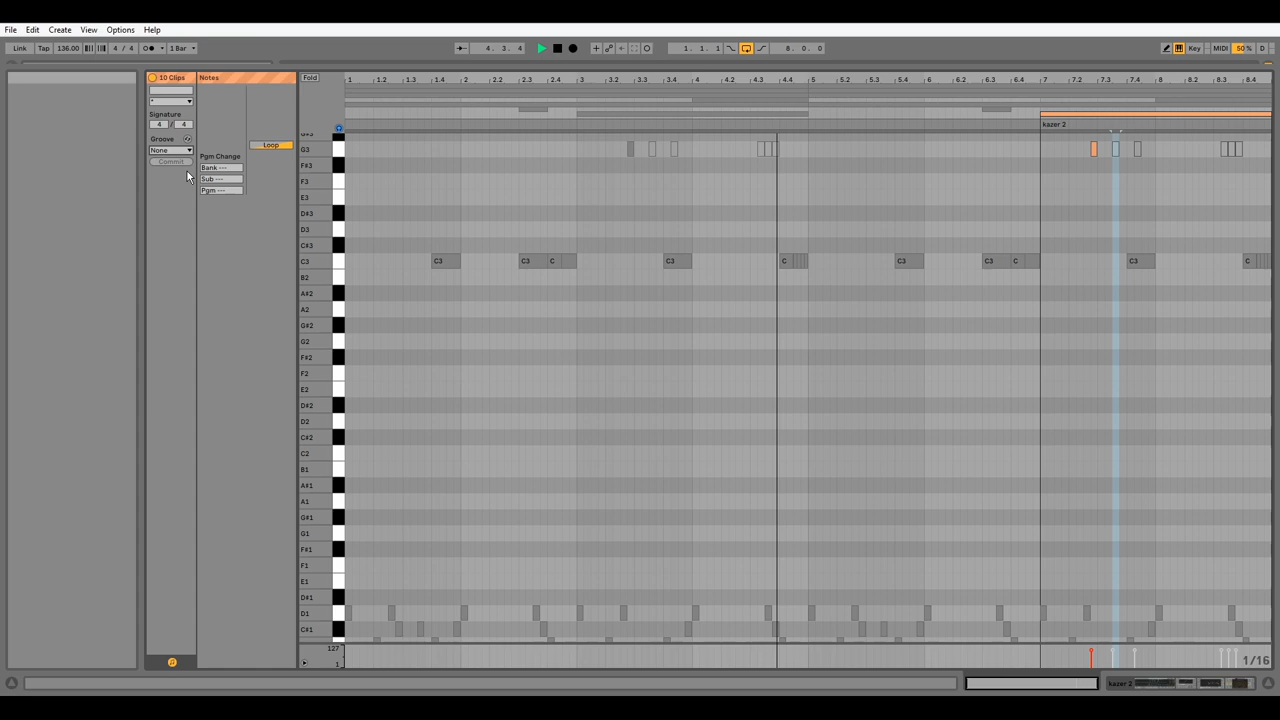 File Edit Create View Options Help
Link Tap 136.00 4 / 4 1 Bar 4. 3. 4 1. 1. 1 8. 0. 0 Key MIDI 50 % D
10 Clips Notes Fold 1 1.2 1.3 1.4 2 2.2 2.3 2.4 3 3.2 3.3 3.4 4 4.2 4.3 4.4 5 5.2 5.3 5.4 6 6.2 6.3 6.4 7 7.2 7.3 7.4 8 8.2 8.3 8.4
*
Signature
4 / 4
kazer 2
Groove
None
Commit
Loop
Pgm Change
Bank ---
Sub ---
Pgm ---
G3
F#3
F3
E3
D#3
D3
C#3
C3 C3 C3 C C3 C C3 C3 C C3 C
B2
A#2
A2
G#2
G2
F#2
F2
E2
D#2
D2
C#2
C2
B1
A#1
A1
G#1
G1
F#1
F1
E1
D#1
D1
C#1
127
1
1/16
kazer 2